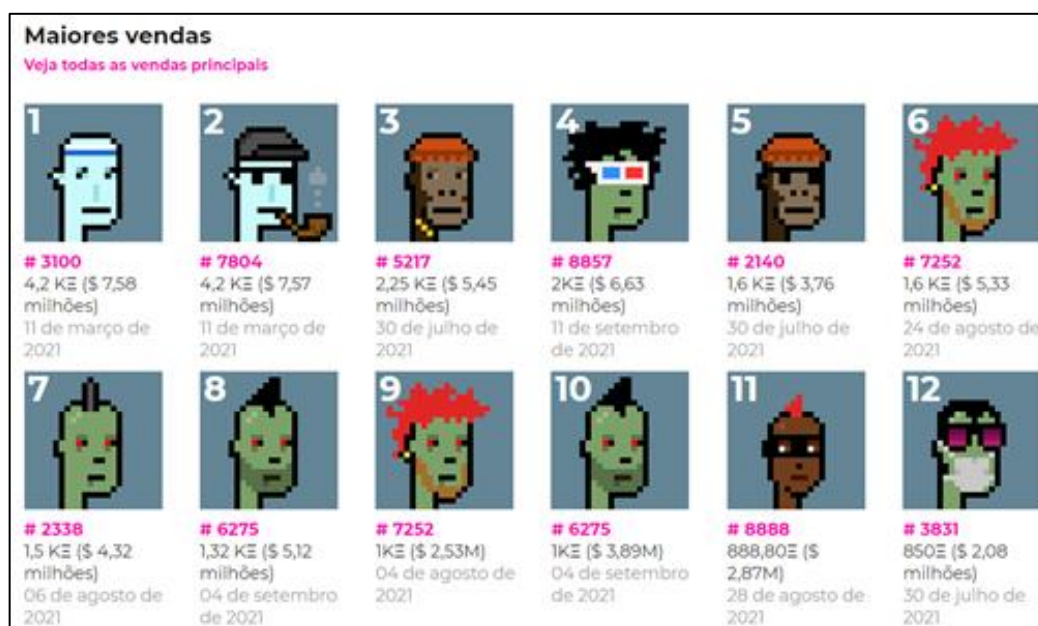 Maiores vendas
Veja todas as vendas principais
1 2 3 4 5 6
# 3100 # 7804 # 5217 # 8857 # 2140 # 7252
4,2 KΞ ($ 7,58 4,2 KΞ ($ 7,57 2,25 KΞ ($ 5,45 2KΞ ($ 6,63 1,6 KΞ ($ 3,76 1,6 KΞ ($ 5,33
milhões) milhões) milhões) milhões) milhões) milhões)
11 de março de 11 de março de 30 de julho de 11 de setembro 30 de julho de 24 de agosto de
2021 2021 2021 de 2021 2021 2021
7 8 9 10 11 12
# 2338 # 6275 # 7252 # 6275 # 8888 # 3831
1,5 KΞ ($ 4,32 1,32 KΞ ($ 5,12 1KΞ ($ 2,53M) 1KΞ ($ 3,89M) 888,80Ξ ($ 850Ξ ($ 2,08
milhões) milhões) 04 de agosto de 04 de setembro 2,87M) milhões)
06 de agosto de 04 de setembro 2021 de 2021 28 de agosto de 30 de julho de
2021 de 2021 2021 2021